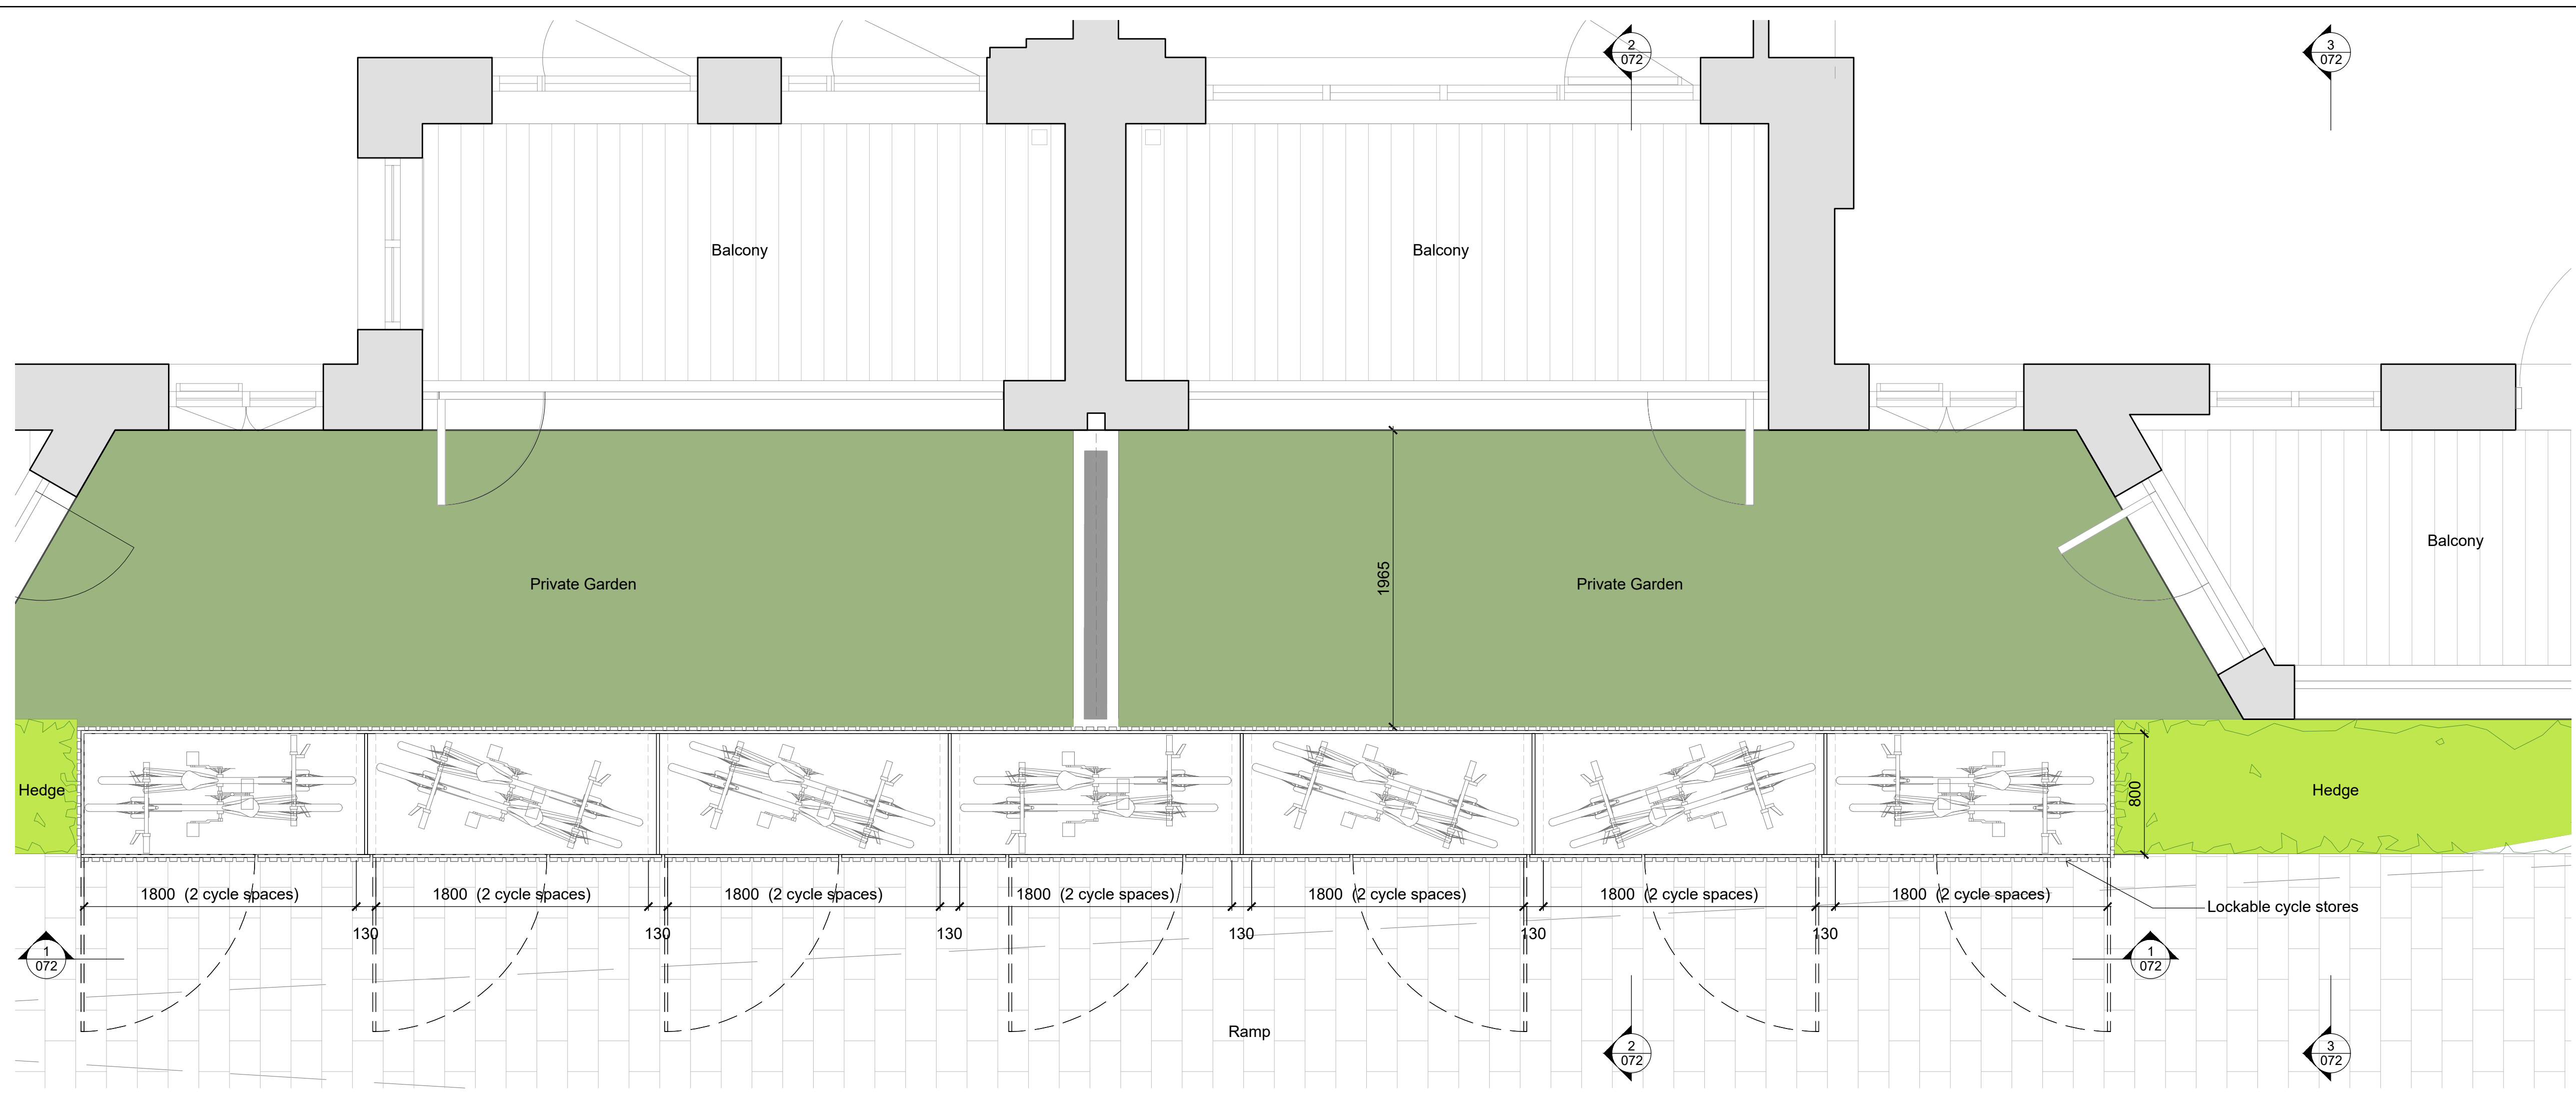 2
072
3
072
Balcony
Balcony
Balcony
1965
Private Garden
Private Garden
Hedge
Hedge
800
1800 (2 cycle spaces)
1800 (2 cycle spaces)
1800 (2 cycle spaces)
1800 (2 cycle spaces)
1800 (2 cycle spaces)
1800 (2 cycle spaces)
1800 (2 cycle spaces)
Lockable cycle stores
130
130
130
130
130
130
1
072
1
072
Ramp
2
072
3
072